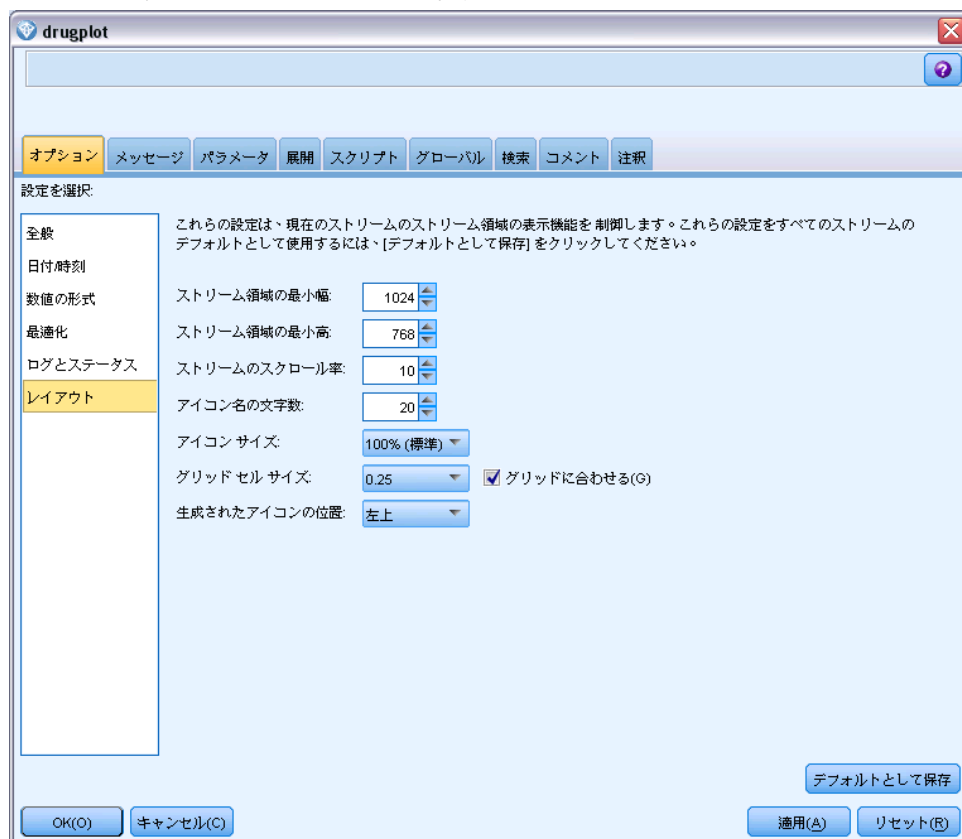 drugplot
オプション メッセージ パラメータ 展開 スクリプト グローバル 検索 コメント 注釈
設定を選択:
全般
日付/時刻
数値の形式
最適化
ログとステータス
レイアウト
これらの設定は、現在のストリームのストリーム領域の表示機能を 制御します。これらの設定をすべてのストリームの
デフォルトとして使用するには、[デフォルトとして保存] をクリックしてください。
ストリーム領域の最小幅: 1024
ストリーム領域の最小高: 768
ストリームのスクロール率: 10
アイコン名の文字数: 20
アイコン サイズ: 100% (標準)
グリッド セル サイズ: 0.25 グリッドに合わせる(G)
生成されたアイコンの位置: 左上
デフォルトとして保存
OK(O) キャンセル(C) 適用(A) リセット(R)